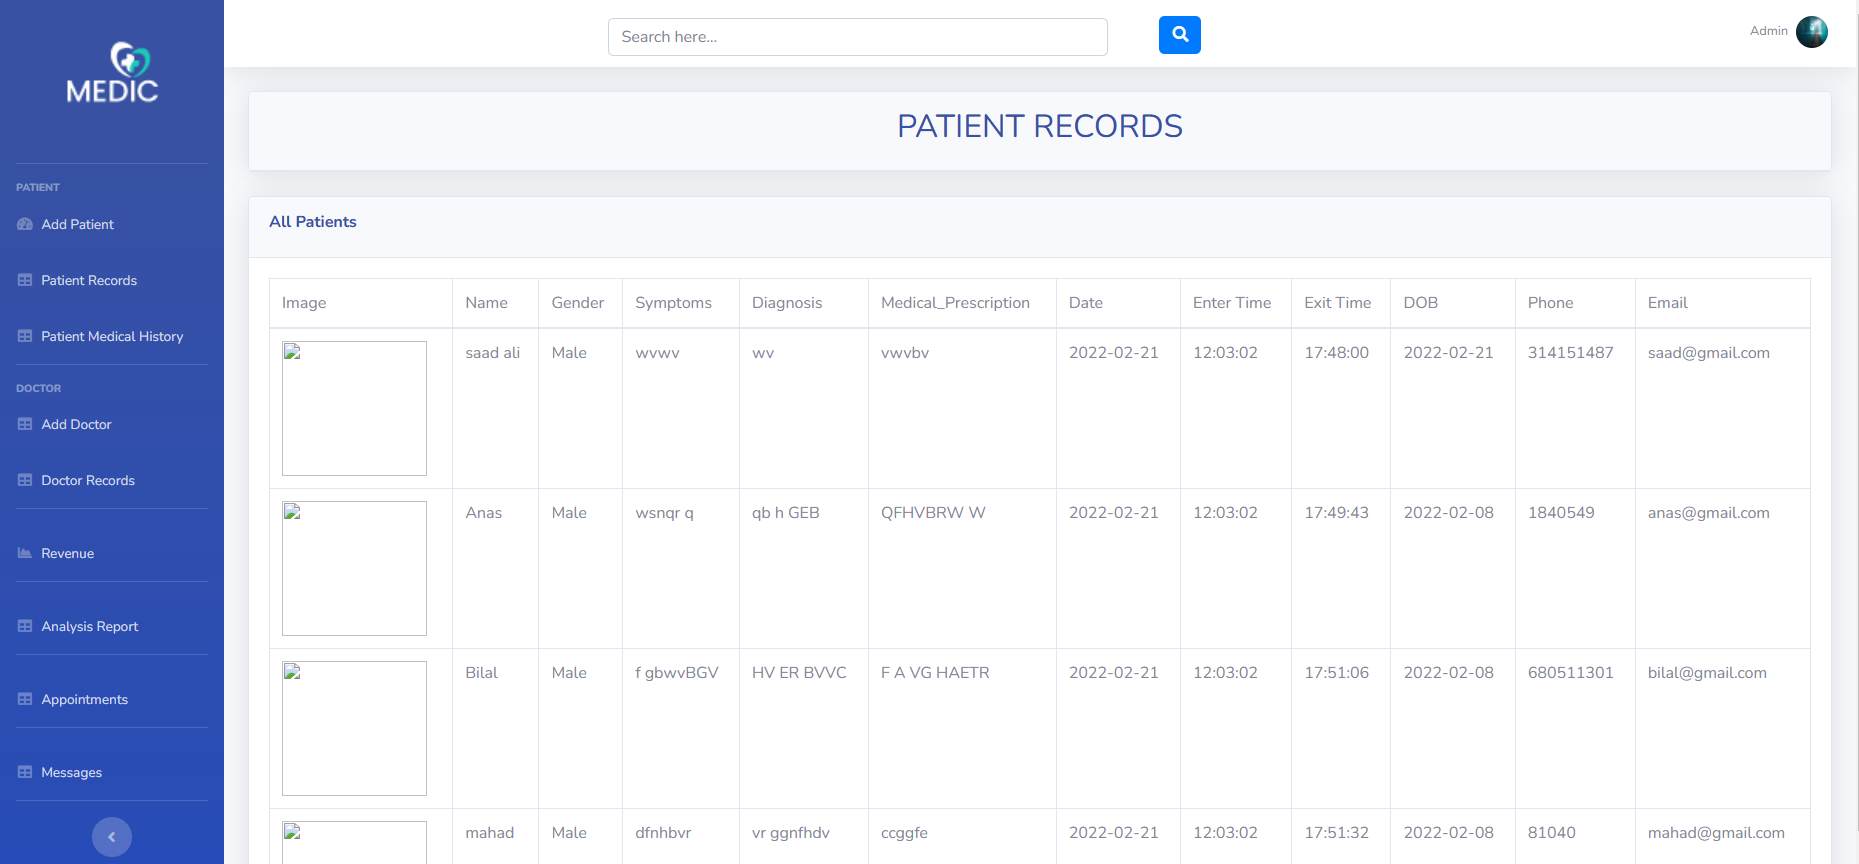 MEDIC
Search here...
Admin
PATIENT
Add Patient
Patient Records
Patient Medical History
DOCTOR
Add Doctor
Doctor Records
Revenue
Analysis Report
Appointments
Messages
PATIENT RECORDS
All Patients
Image Name Gender Symptoms Diagnosis Medical_Prescription Date Enter Time Exit Time DOB Phone Email
saad ali Male wvwv wv vwvbv 2022-02-21 12:03:02 17:48:00 2022-02-21 314151487 saad@gmail.com
Anas Male wsnqr q qb h GEB QFHVBRW W 2022-02-21 12:03:02 17:49:43 2022-02-08 1840549 anas@gmail.com
Bilal Male f gbwvBGV HV ER BVVC F A VG HAETR 2022-02-21 12:03:02 17:51:06 2022-02-08 680511301 bilal@gmail.com
mahad Male dfnhbvr vr ggnfhdv ccggfe 2022-02-21 12:03:02 17:51:32 2022-02-08 81040 mahad@gmail.com